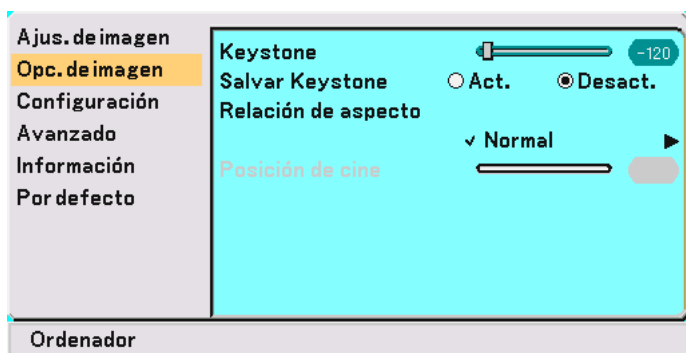 Ajus. de imagen
Opc. de imagen
Configuración
Avanzado
Información
Por defecto
Keystone -120
Salvar Keystone Act. Desact.
Relación de aspecto
✓ Normal
Posición de cine
Ordenador